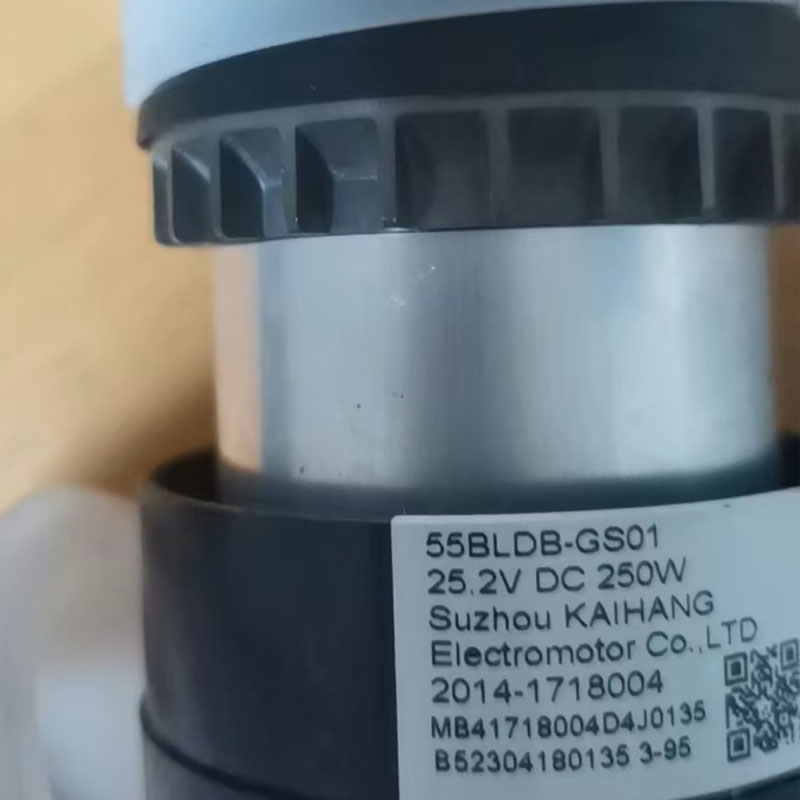 55BLDB-GS01
25.2V DC 250W
Suzhou KAIHANG
Electromotor Co.,LTD
2014-1718004
MB41718004D4J0135
B52304180135 3-95